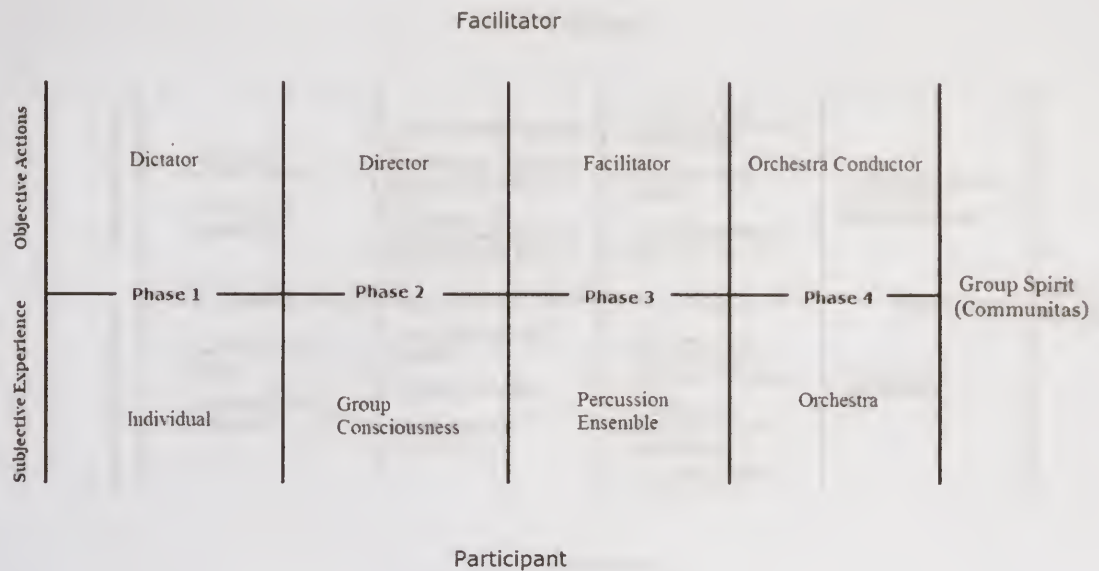 Facilitator
Objective Actions
Dictator
Director
Facilitator
Orchestra Conductor
Phase 1
Phase 2
Phase 3
Phase 4
Group Spirit
(Communitas)
Subjective Experience
Individual
Group
Consciousness
Percussion
Ensemble
Orchestra
Participant